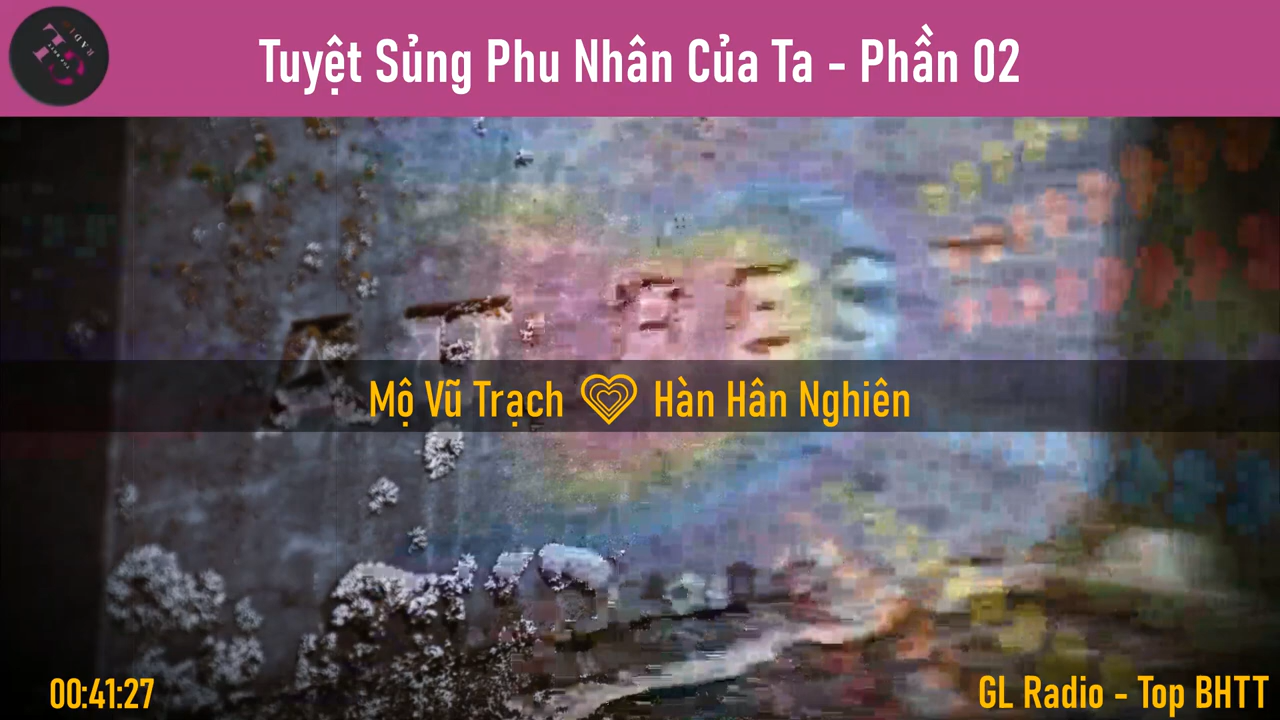 Tuyệt Sủng Phu Nhân Của Ta - Phần 02
Mộ Vũ Trạch Hàn Hân Nghiên
00:41:27
GL Radio - Top BHTT